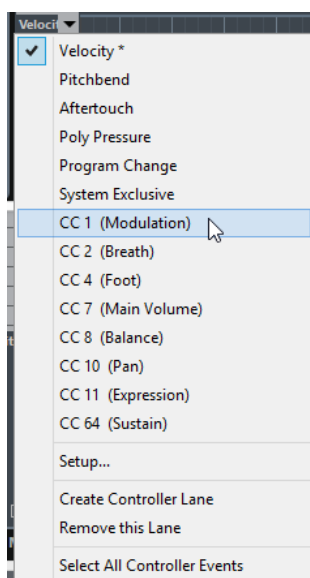 Veloci
Velocity *
Pitchbend
Aftertouch
Poly Pressure
Program Change
System Exclusive
CC 1 (Modulation)
CC 2 (Breath)
CC 4 (Foot)
CC 7 (Main Volume)
CC 8 (Balance)
CC 10 (Pan)
CC 11 (Expression)
CC 64 (Sustain)
Setup...
Create Controller Lane
Remove this Lane
Select All Controller Events